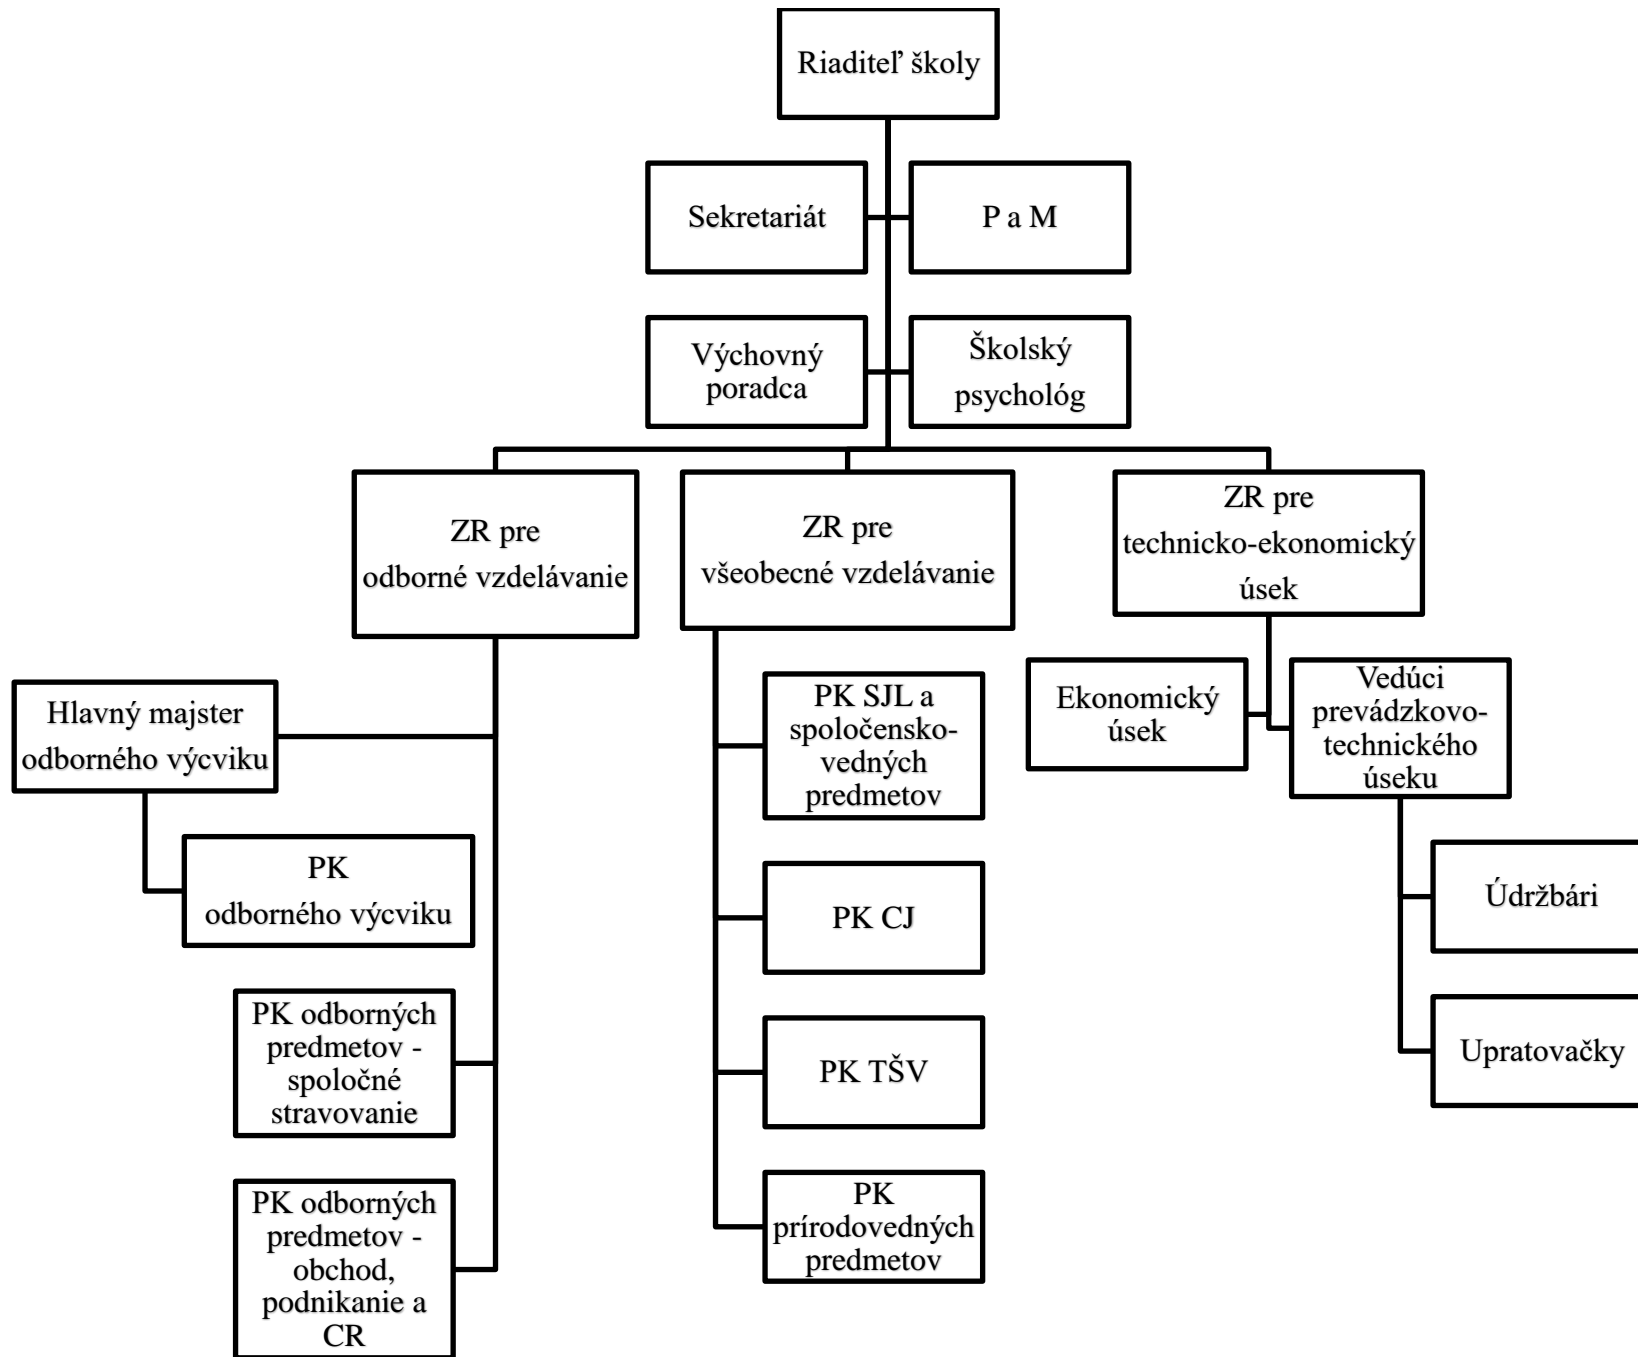 Riaditeľ školy
Sekretariát
P a M
Výchovný
poradca
Školský
psychológ
ZR pre
odborné vzdelávanie
ZR pre
všeobecné vzdelávanie
ZR pre
technicko-ekonomický
úsek
Hlavný majster
odborného výcviku
PK
odborného výcviku
PK odborných
predmetov -
spoločné
stravovanie
PK odborných
predmetov -
obchod,
podnikanie a
CR
PK SJL a
spoločensko-
vedných
predmetov
PK CJ
PK TŠV
PK
prírodovedných
predmetov
Ekonomický
úsek
Vedúci
prevádzkovo-
technického
úseku
Údržbári
Upratovačky